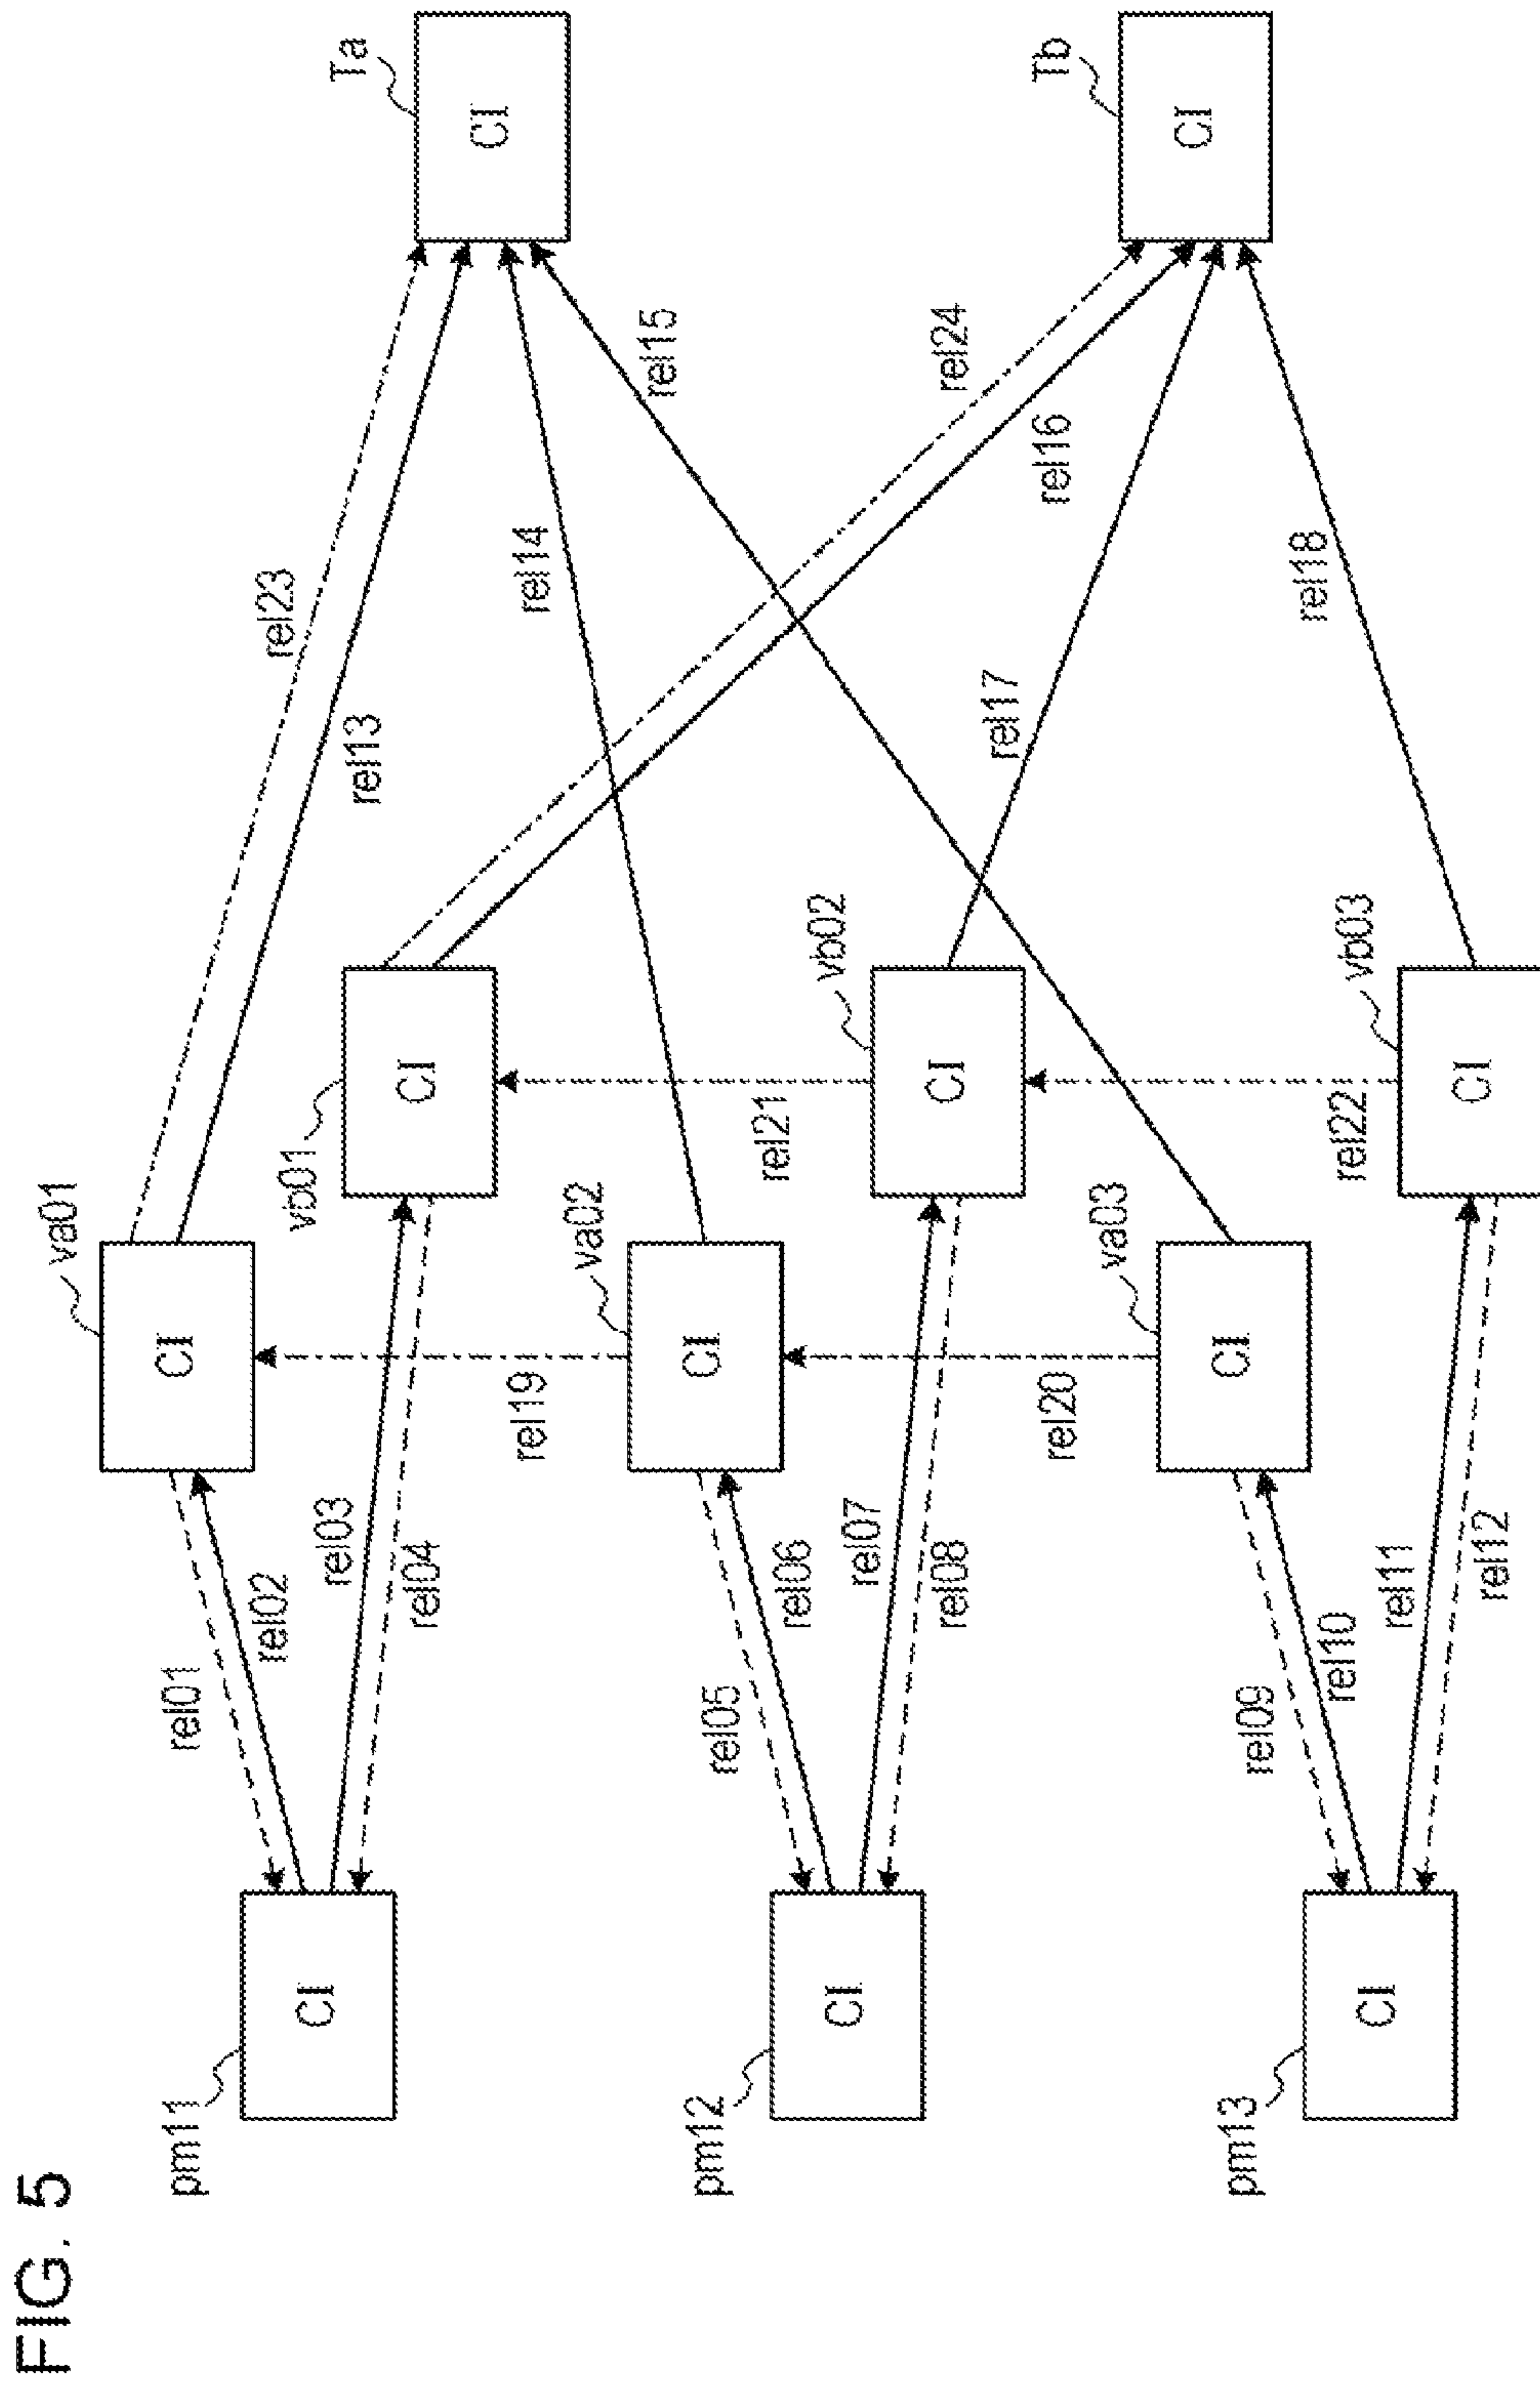 FIG. 5
pm11
CI
pm12
CI
pm13
CI
rel01
rel02
rel03
rel04
rel05
rel06
rel07
rel08
rel09
rel10
rel11
rel12
va01
CI
vb01
CI
va02
CI
vb02
CI
va03
CI
vb03
CI
rel19
rel20
rel21
rel22
rel23
rel13
rel14
rel15
rel24
rel16
rel17
rel18
Ta
CI
Tb
CI